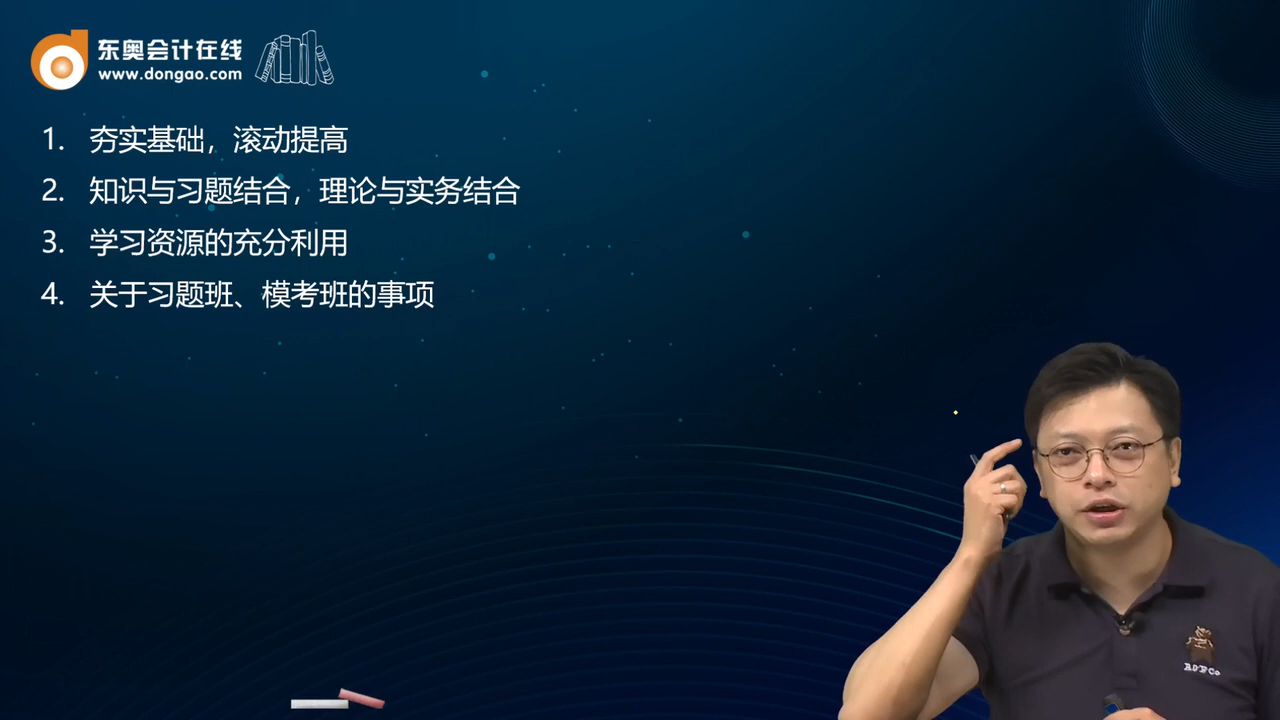 东奥会计在线
www.dongao.com
1. 夯实基础，滚动提高
2. 知识与习题结合，理论与实务结合
3. 学习资源的充分利用
4. 关于习题班、模考班的事项